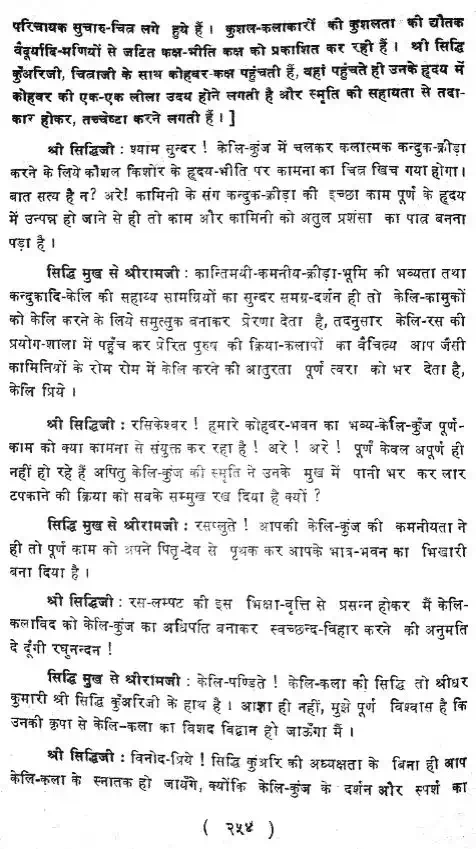 परिचायक सुचारु-चित्र लगे हुये हैं। कुशल-कलाकारों की कुशलता की द्यौतक
वैदूर्यादि-मणियों से जटित कक्ष-भीति कक्ष को प्रकाशित कर रही हैं। श्री सिद्धि
कुँअरिजी, चित्राजी के साथ कोहवर-कक्ष पहुंचती हैं, वहां पहुंचते ही उनके हृदय में
कोहवर की एक-एक लीला उदय होने लगती है और स्मृति की सहायता से तदा-
कार होकर, तच्चेष्टा करने लगती हैं। ]
श्री सिद्धिजी : श्याम सुन्दर ! केलि-कुंज में चलकर कलात्मक कन्दुक-क्रीड़ा
करने के लिये कौशल किशोर के हृदय-भीति पर कामना का चित्र खिच गया होगा।
बात सत्य है न? अरे! कामिनि के संग कन्दुक-क्रीड़ा की इच्छा काम पूर्ण के हृदय
में उत्पन्न हो जाने से ही तो काम और कामिनी को अतुल प्रशंसा का पात्र बनना
पड़ा है।
सिद्धि मुख से श्रीरामजी : कान्तिमयी-कमनीय-क्रीड़ा-भूमि की भव्यता तथा
कन्दुकादि-केलि की सहाय्य सामग्रियों का सुन्दर समग्र-दर्शन ही तो केलि-कामुकों
को केलि करने के लिये समुत्सुक बनाकर प्रेरणा देता है, तदनुसार केलि-रस की
प्रयोग-शाला में पहुँच कर प्रेरित पुरुष की क्रिया-कलापों का वैचित्र्य आप जैसी
कामिनियों के रोम रोम में केलि करने की आतुरता पूर्ण त्वरा को भर देता है,
केलि प्रिये ।
श्री सिद्धिजी : रसिकेश्वर ! हमारे कोहवर-भवन का भव्य-केलि-कुँज पूर्ण-
काम को क्या कामना से संयुक्त कर रहा है ! अरे ! अरे ! पूर्ण केवल अपूर्ण ही
नहीं हो रहे हैं अपितु केलि-कुंज की स्मृति ने उनके मुख में पानी भर कर लार
टपकाने की क्रिया को सबके सम्मुख रख दिया है क्यों ?
सिद्धि मुख से श्रीरामजी : रसप्लुते ! आपकी केलि-कुंज की कमनीयता ने
ही तो पूर्ण काम को अपने पितृ-देव से पृथक कर आपके भ्रात्र-भवन का भिखारी
बना दिया है ।
श्री सिद्धिजी : रस-लम्पट की इस भिक्षा-वृत्ति से प्रसन्न होकर मैं केलि-
कलाविद को केलि-कुँज का अधिपति बनाकर स्वच्छन्द-विहार करने की अनुमति
दे दूंगी रघुनन्दन !
सिद्धि मुख से श्रीरामजी : केलि-पण्डिते ! केलि-कला की सिद्धि तो श्रीधर
कुमारी श्री सिद्धि कुँअरिजी के हाथ है । आशा ही नहीं, मुझे पूर्ण विश्वास है कि
उनकी कृपा से केलि-कला का विशद विद्वान हो जाऊँगा मैं ।
श्री सिद्धिजी : विनोद-प्रिये ! सिद्धि कुंअरि की अध्यक्षता के बिना ही आप
केलि-कला के स्नातक हो जायेंगे, क्योंकि केलि-कुंज के दर्शन और स्पर्श का
( २५४ )